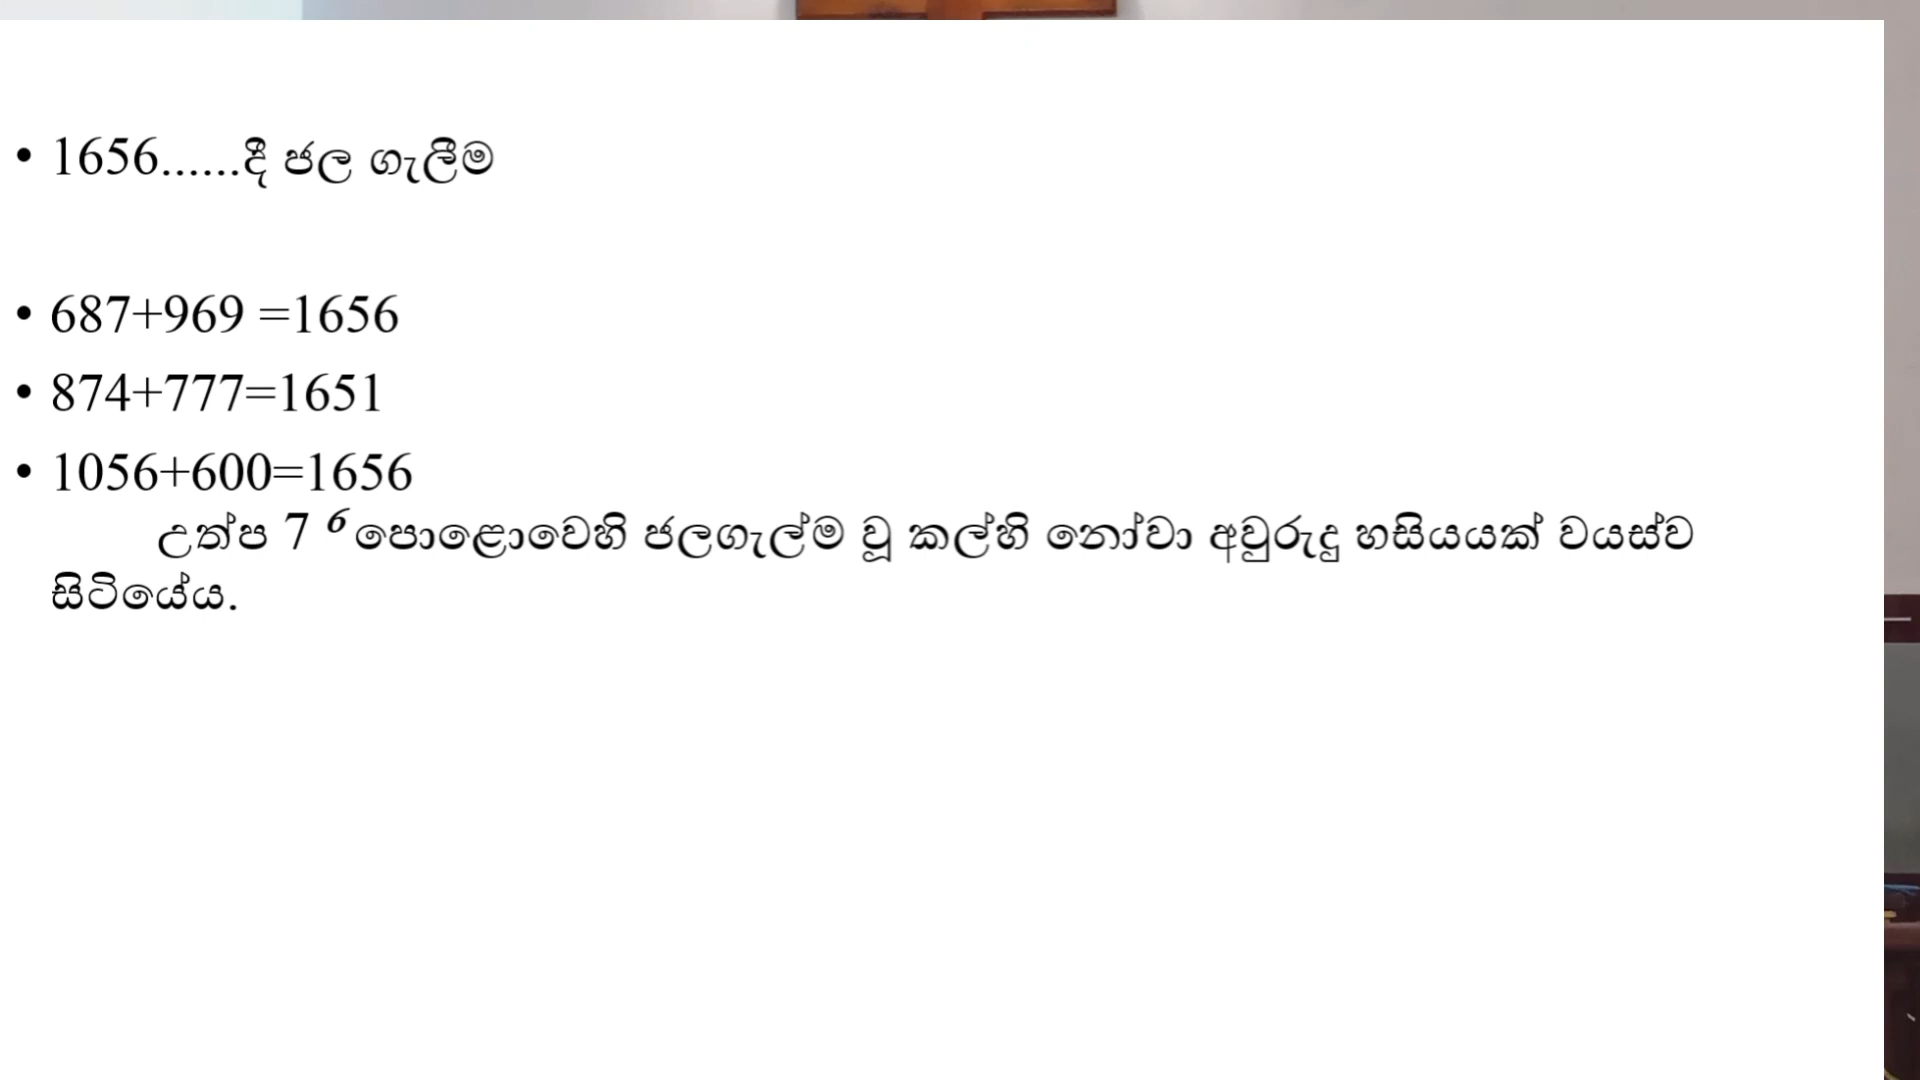 • 1656......දී ජල ගැලීම
• 687+969 =1656
• 874+777=1651
• 1056+600=1656
උත්ප 7 6 පොළොවෙහි ජලගැල්ම වූ කල්හි නෝවා අවුරුදු හසියයක් වයස්ව
සිටියේය.